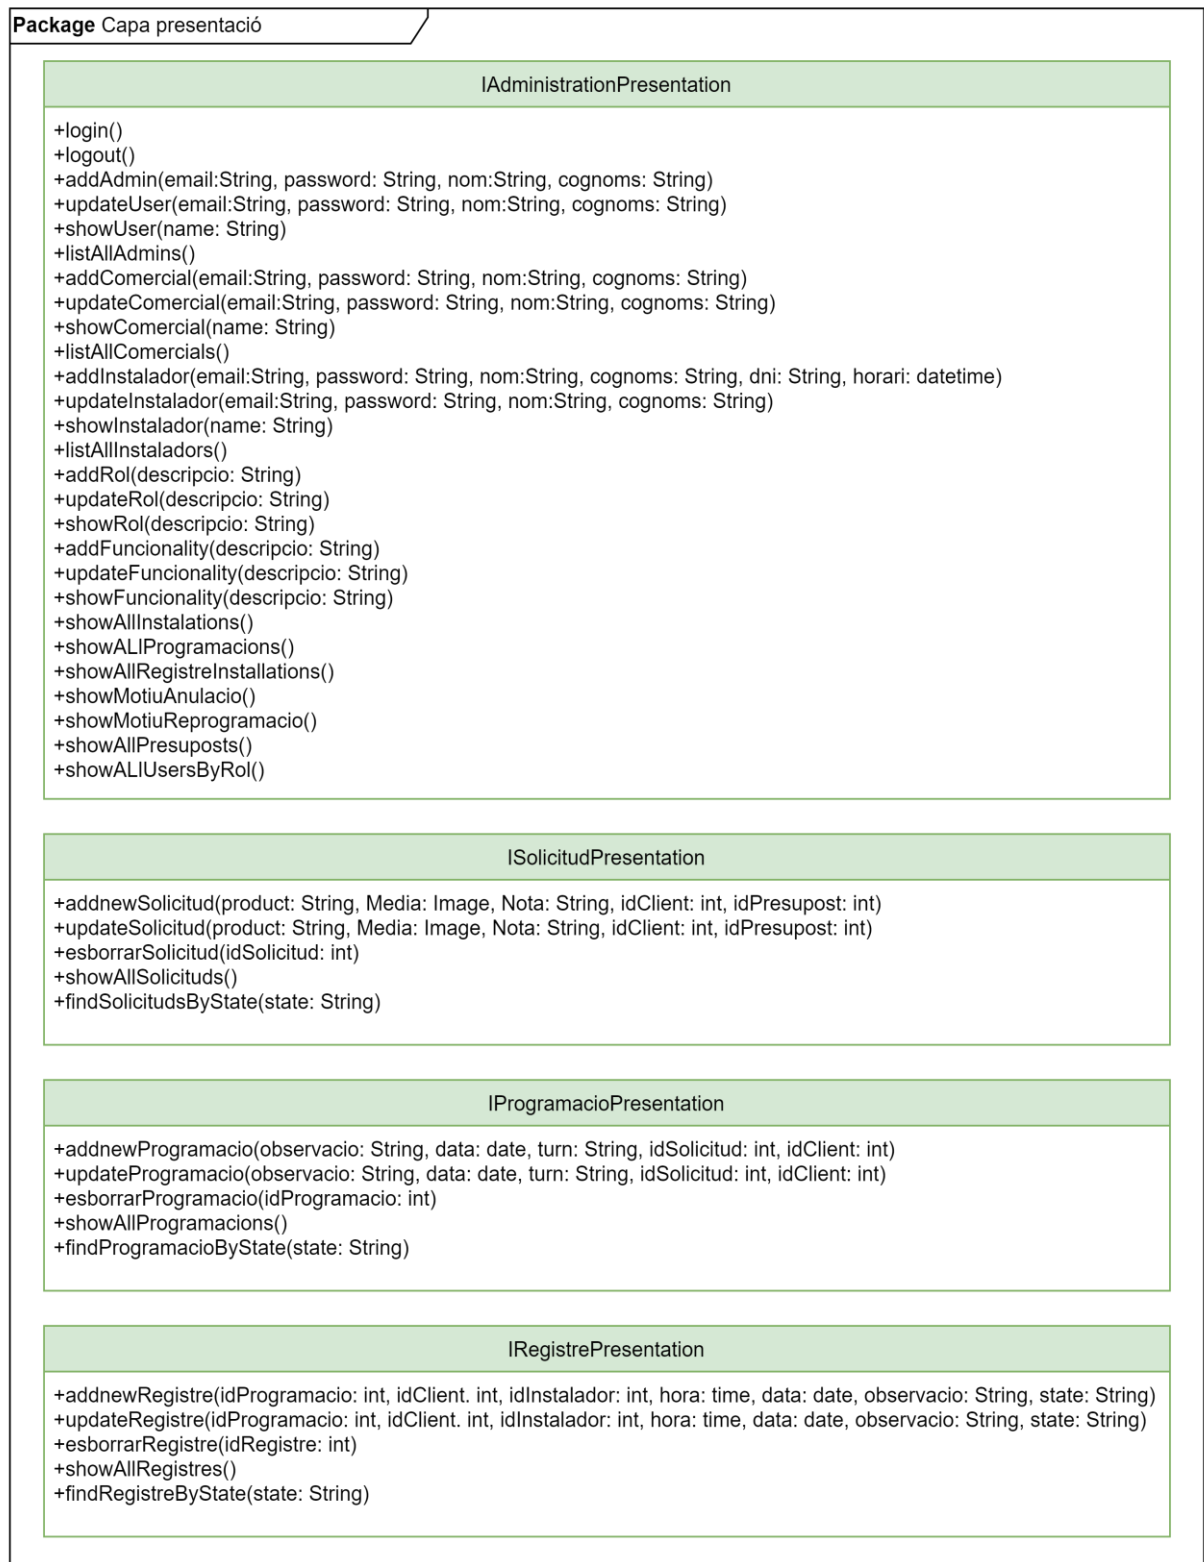 Package Capa presentació
IAdministrationPresentation
+login()
+logout()
+addAdmin(email:String, password: String, nom:String, cognoms: String)
+updateUser(email:String, password: String, nom:String, cognoms: String)
+showUser(name: String)
+listAllAdmins()
+addComercial(email:String, password: String, nom:String, cognoms: String)
+updateComercial(email:String, password: String, nom:String, cognoms: String)
+showComercial(name: String)
+listAllComercials()
+addInstalador(email:String, password: String, nom:String, cognoms: String, dni: String, horari: datetime)
+updateInstalador(email:String, password: String, nom:String, cognoms: String)
+showInstalador(name: String)
+listAllInstaladors()
+addRol(descripcio: String)
+updateRol(descripcio: String)
+showRol(descripcio: String)
+addFuncionality(descripcio: String)
+updateFuncionality(descripcio: String)
+showFuncionality(descripcio: String)
+showAllInstalations()
+showALlProgramacions()
+showAllRegistreInstallations()
+showMotiuAnulacio()
+showMotiuReprogramacio()
+showAllPresuposts()
+showALlUsersByRol()
ISolicitudPresentation
+addnewSolicitud(product: String, Media: Image, Nota: String, idClient: int, idPresupost: int)
+updateSolicitud(product: String, Media: Image, Nota: String, idClient: int, idPresupost: int)
+esborrarSolicitud(idSolicitud: int)
+showAllSolicituds()
+findSolicitudsByState(state: String)
IProgramacioPresentation
+addnewProgramacio(observacio: String, data: date, turn: String, idSolicitud: int, idClient: int)
+updateProgramacio(observacio: String, data: date, turn: String, idSolicitud: int, idClient: int)
+esborrarProgramacio(idProgramacio: int)
+showAllProgramacions()
+findProgramacioByState(state: String)
IRegistrePresentation
+addnewRegistre(idProgramacio: int, idClient. int, idInstalador: int, hora: time, data: date, observacio: String, state: String)
+updateRegistre(idProgramacio: int, idClient. int, idInstalador: int, hora: time, data: date, observacio: String, state: String)
+esborrarRegistre(idRegistre: int)
+showAllRegistres()
+findRegistreByState(state: String)